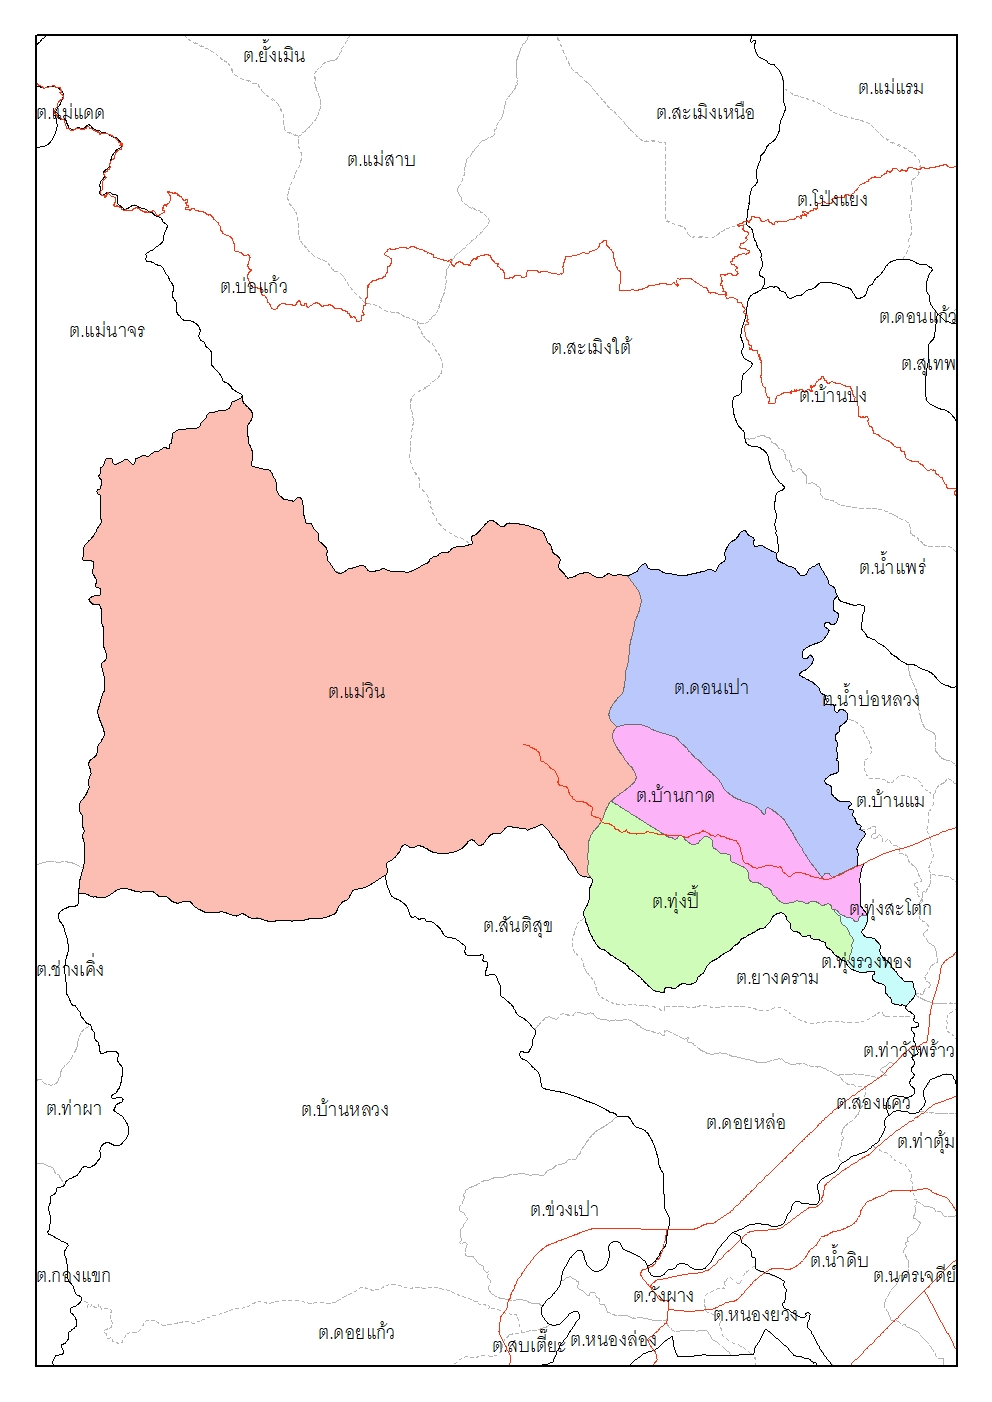 ต.ยั้งเมิน
ต.แม่แรม
ต.แม่แดด
ต.สะเมิงเหนือ
ต.แม่สาบ
ต.โป่งแยง
ต.บ่อแก้ว
ต.ดอนแก้ว
ต.แม่นาจร
ต.สะเมิงใต้
ต.สุเทพ
ต.บ้านปง
ต.น้ำแพร่
ต.แม่วิน
ต.ดอนเปา
ต.น้ำบ่อหลวง
ต.บ้านกาด
ต.บ้านแม
ต.ทุ่งปี้
ต.ทุ่งสะโตก
ต.สันติสุข
ต.ทุ่งรวงทอง
ต.ช่างเคิ่ง
ต.ยางคราม
ต.ท่าวังพร้าว
ต.ท่าผา
ต.บ้านหลวง
ต.สองแคว
ต.ดอยหล่อ
ต.ท่าตุ้ม
ต.ข่วงเปา
ต.น้ำดิบ
ต.กองแขก
ต.นครเจดีย์
ต.วังผาง
ต.หนองยวง
ต.ดอยแก้ว
ต.สบเตี๊ยะ
ต.หนองล่อง